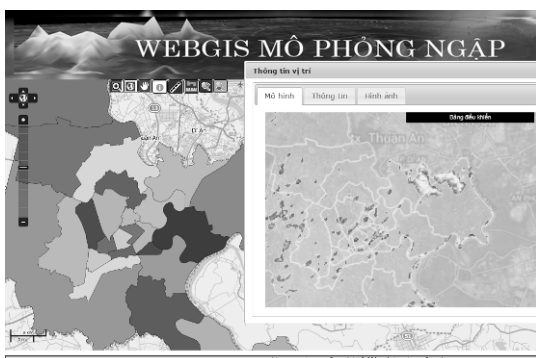 WEBGIS MÔ PHỎNG NGẬP
Thông tin vị trí
Mô hình
Thông tin
Hình ảnh
Bảng điều khiển
tx. Thuận An